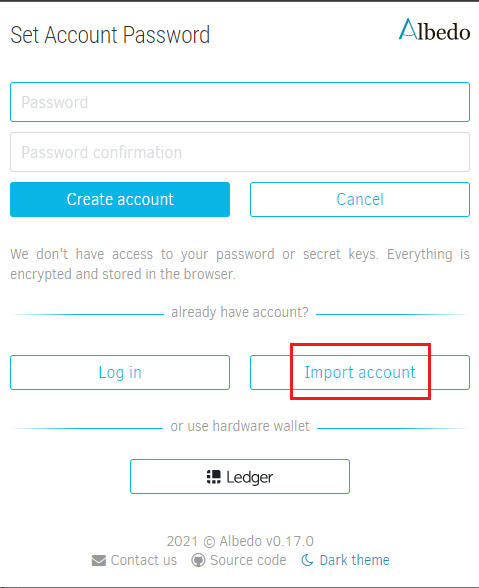 Set Account Password
Albedo
Password
Password confirmation
Create account
Cancel
We don't have access to your password or secret keys. Everything is
encrypted and stored in the browser.
already have account?
Log in
Import account
or use hardware wallet
Ledger
2021 © Albedo v0.17.0
Contact us Source code Dark theme